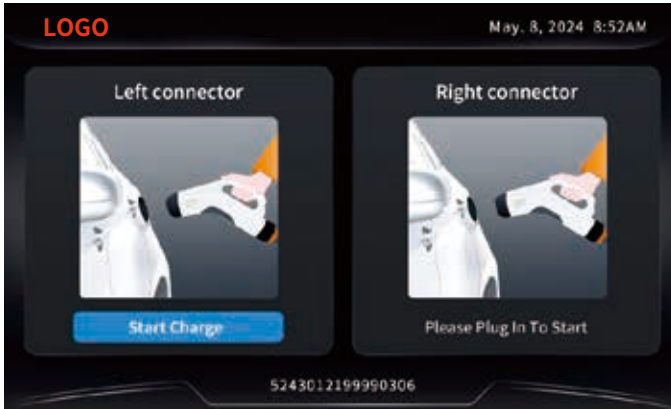 LOGO
May. 8, 2024 8:52AM
Left connector
Right connector
Start Charge
Please Plug In To Start
5243012199990306